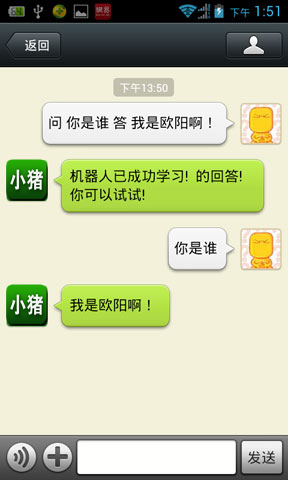 下午 1:51
返回
下午13:50
问 你是谁 答 我是欧阳啊！
小猪
机器人已成功学习! 的回答!
你可以试试!
你是谁
小猪
我是欧阳啊！
发送